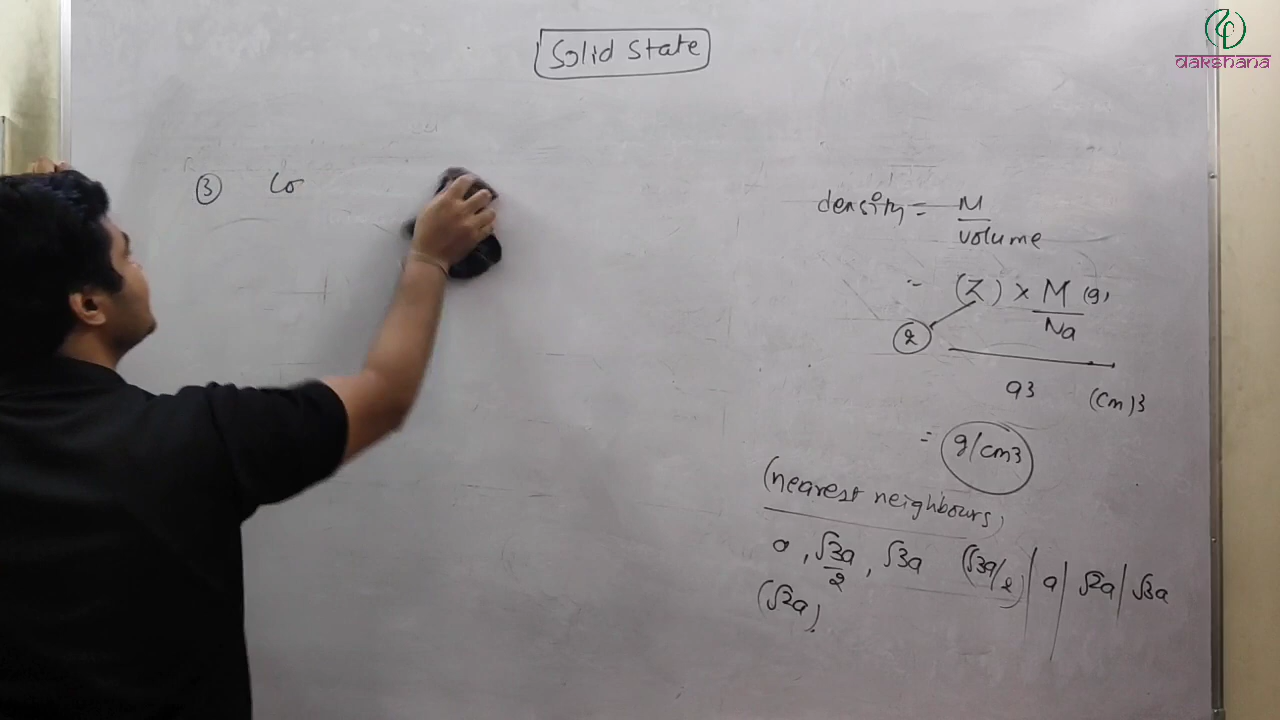 Solid State
dakshana
③ Co
density = M
volume
= (Z) × M (g)
Na
②
a3 (cm)3
= g/cm3
(nearest neighbours)
a, √3a/2, √3a (√3a/2) | a | √2a | √3a
(√2a),